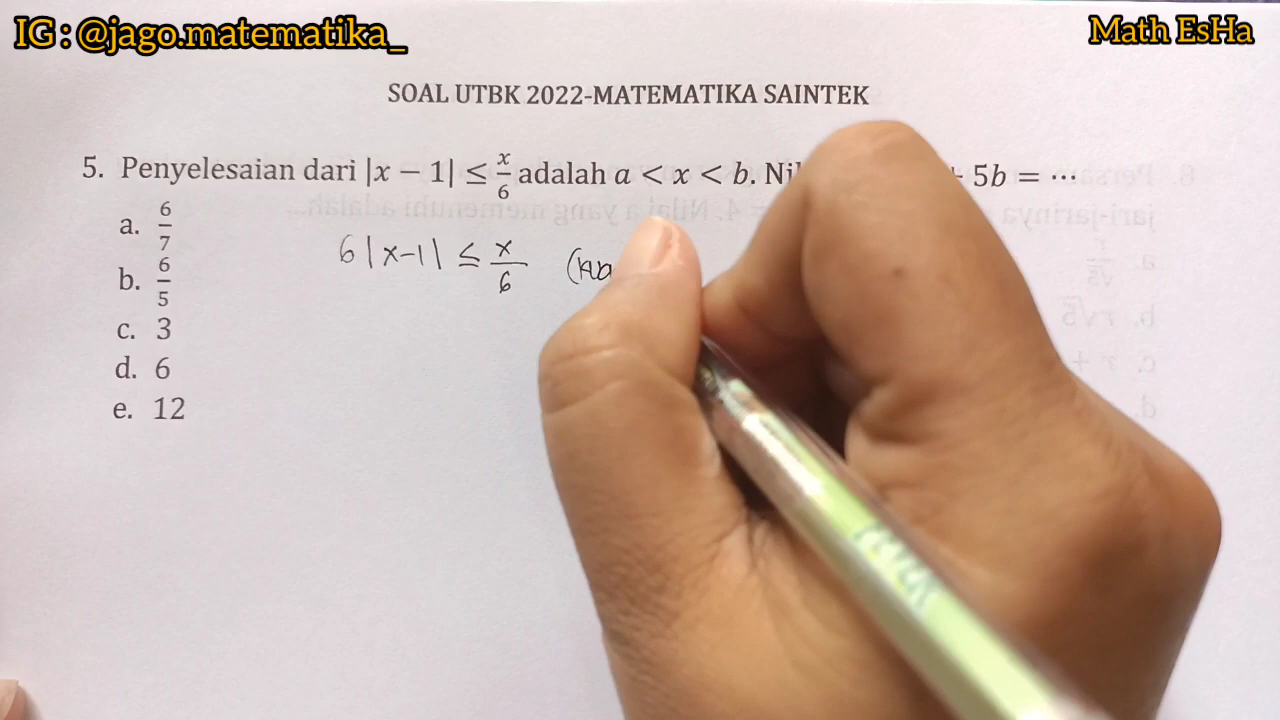 IG : @jago.matematika_
Math EsHa
SOAL UTBK 2022-MATEMATIKA SAINTEK
5. Penyelesaian dari |x − 1| ≤ x/6 adalah a < x < b. + 5b = ⋯
a. 6/7
b. 6/5
c. 3
d. 6
e. 12
6 |x-1| ≤ x/6